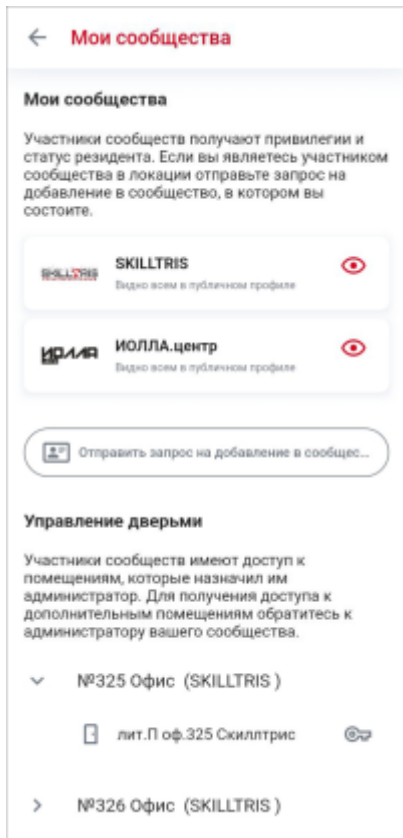 Мои сообщества
Мои сообщества
Участники сообществ получают привилегии и
статус резидента. Если вы являетесь участником
сообщества в локации отправьте запрос на
добавление в сообщество, в котором вы
состоите.
SKILLTRIS
SKILLTRIS
Видно всем в публичном профиле
ИОЛЛА
ИОЛЛА.центр
Видно всем в публичном профиле
Отправить запрос на добавление в сообщес...
Управление дверьми
Участники сообществ имеют доступ к
помещениям, которые назначил им
администратор. Для получения доступа к
дополнительным помещениям обратитесь к
администратору вашего сообщества.
№325 Офис (SKILLTRIS )
лит.П оф.325 Скиллтрис
№326 Офис (SKILLTRIS )